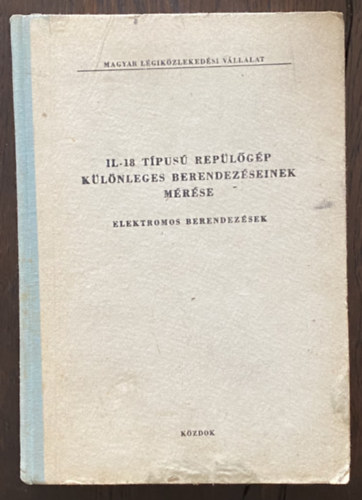 MAGYAR LÉGIKÖZLEKEDÉSI VÁLLALAT
IL-18 TÍPUSÚ REPÜLŐGÉP
KÜLÖNLEGES BERENDEZÉSEINEK
MÉRÉSE
ELEKTROMOS BERENDEZÉSEK
KÖZDOK